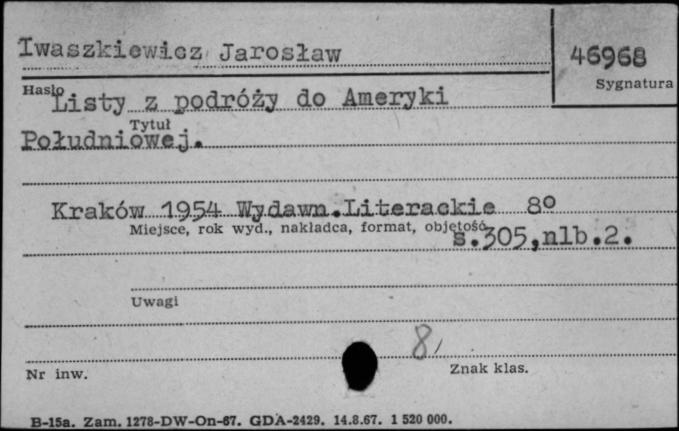 Iwaszkiewicz Jarosław
46968
Sygnatura
Hasło
Listy z podróży do Ameryki
Tytuł
Południowej.
Kraków 1954 Wydawn.Literackie 8º
Miejsce, rok wyd., nakładca, format, objętość
s.305,nlb.2.
Uwagi
8,
Nr inw.
Znak klas.
B-15a. Zam. 1278-DW-On-67. GDA-2429. 14.8.67. 1 520 000.